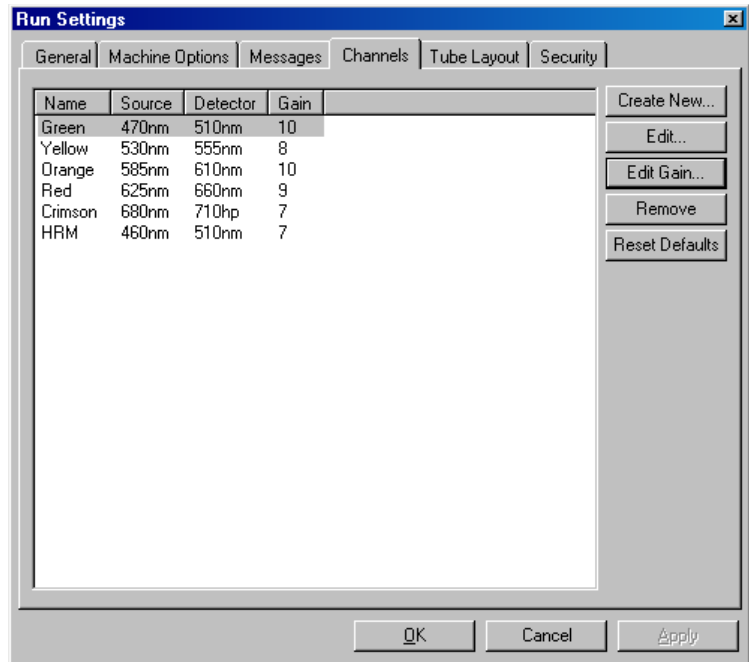 Run Settings
General Machine Options Messages Channels Tube Layout Security
Name Source Detector Gain
Green 470nm 510nm 10
Yellow 530nm 555nm 8
Orange 585nm 610nm 10
Red 625nm 660nm 9
Crimson 680nm 710hp 7
HRM 460nm 510nm 7
Create New...
Edit...
Edit Gain...
Remove
Reset Defaults
OK Cancel Apply